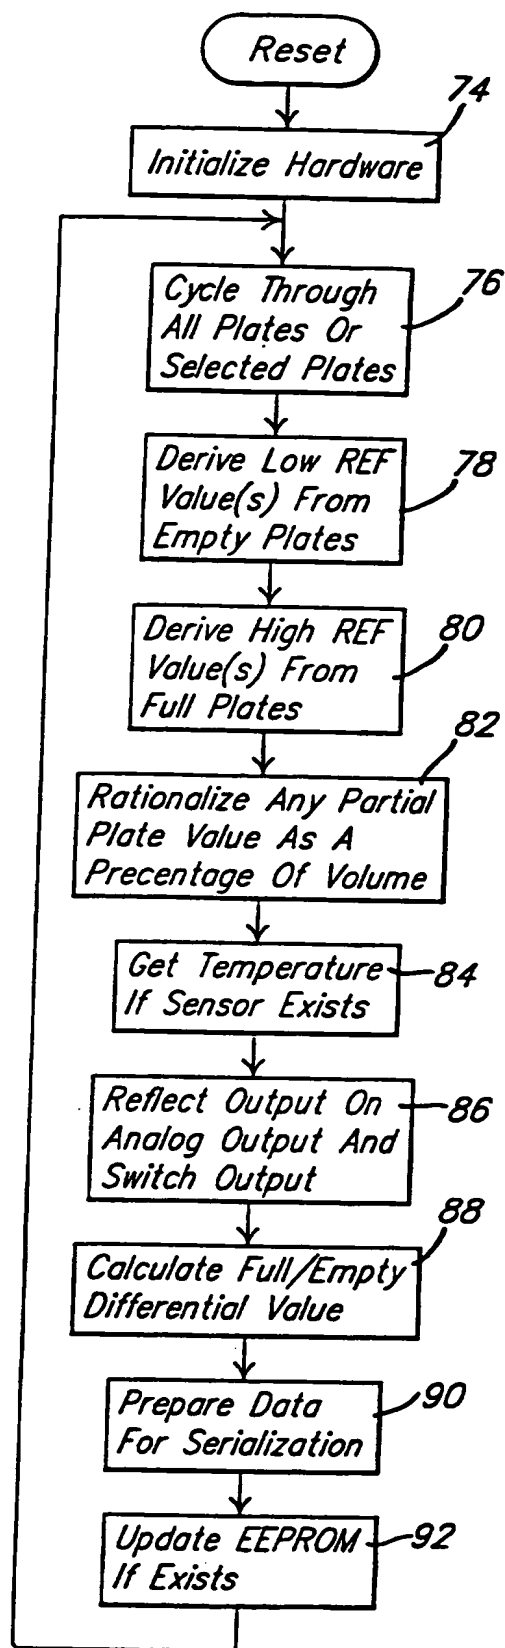 Reset
74
Initialize Hardware
76
Cycle Through
All Plates Or
Selected Plates
78
Derive Low REF
Value(s) From
Empty Plates
80
Derive High REF
Value(s) From
Full Plates
82
Rationalize Any Partial
Plate Value As A
Precentage Of Volume
Get Temperature 84
If Sensor Exists
Reflect Output On 86
Analog Output And
Switch Output
88
Calculate Full/Empty
Differential Value
Prepare Data 90
For Serialization
Update EEPROM 92
If Exists